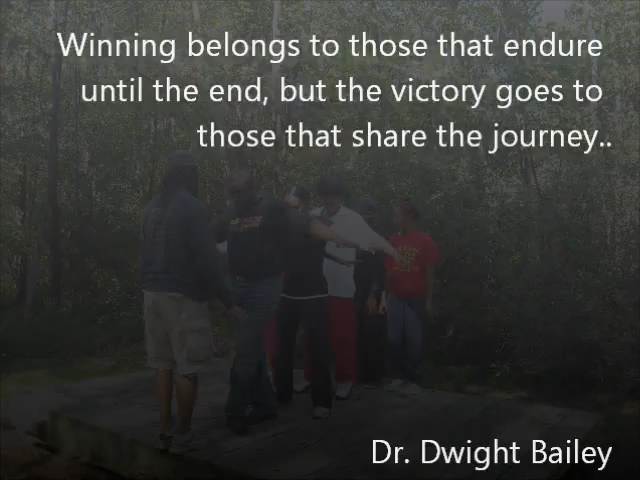 Winning belongs to those that endure
until the end, but the victory goes to
those that share the journey..
Dr. Dwight Bailey